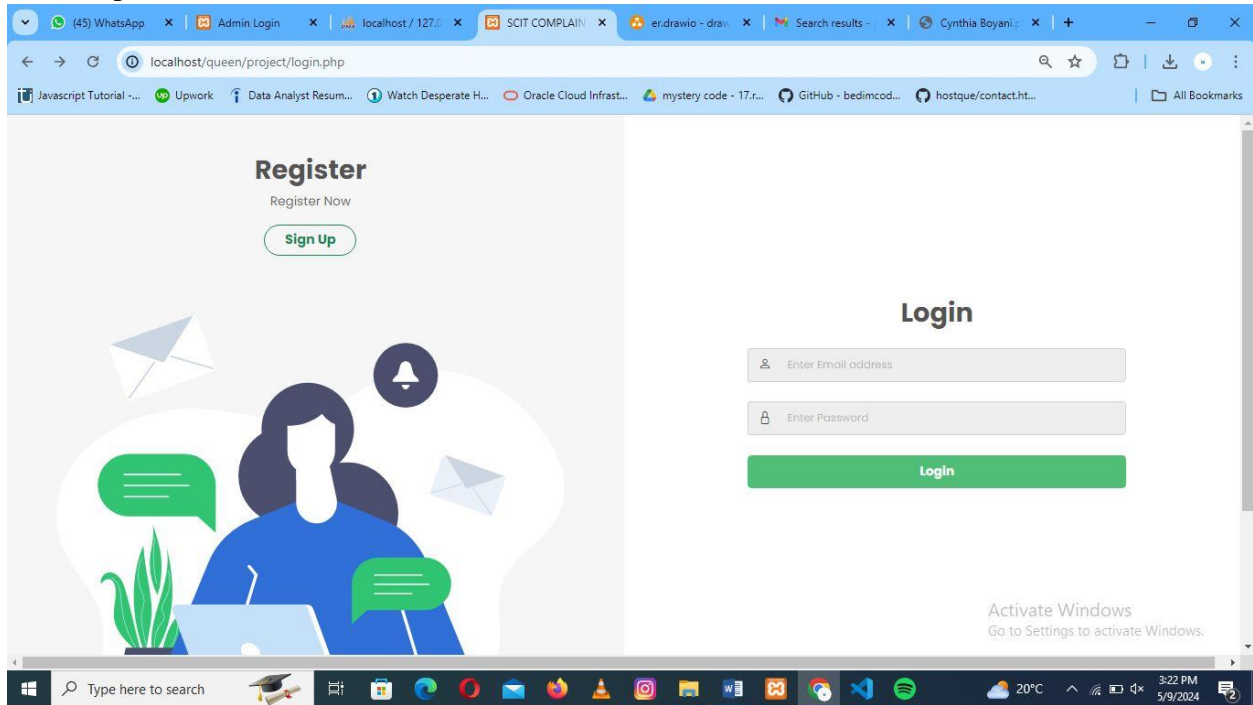 (45) WhatsApp
Admin Login
localhost / 127.0
SCIT COMPLAIN
er.drawio - draw
Search results -
Cynthia Boyani.p
localhost/queen/project/login.php
Javascript Tutorial -...
Upwork
Data Analyst Resum...
Watch Desperate H...
Oracle Cloud Infrast...
mystery code - 17.r...
GitHub - bedimcod...
hostque/contact.ht...
All Bookmarks
Register
Register Now
Sign Up
Login
Enter Email address
Enter Password
Login
Activate Windows
Go to Settings to activate Windows.
Type here to search
20°C
3:22 PM
5/9/2024